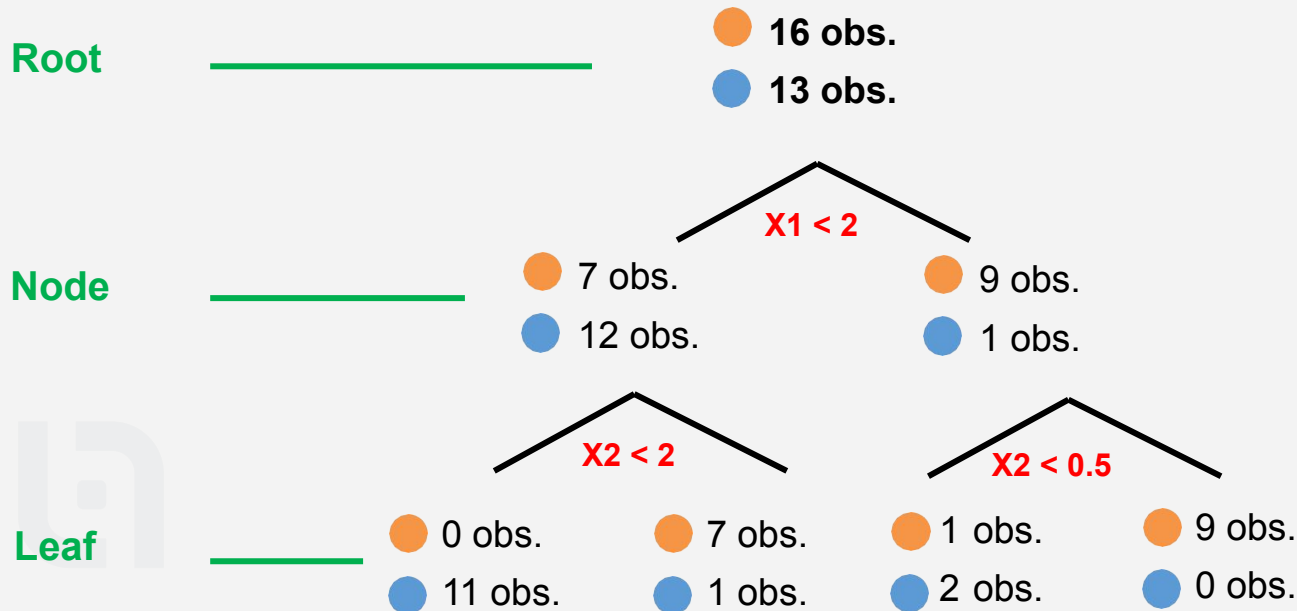 Root
16 obs.
13 obs.
X1 < 2
Node
7 obs.
12 obs.
9 obs.
1 obs.
X2 < 2
X2 < 0.5
Leaf
0 obs.
11 obs.
7 obs.
1 obs.
1 obs.
2 obs.
9 obs.
0 obs.